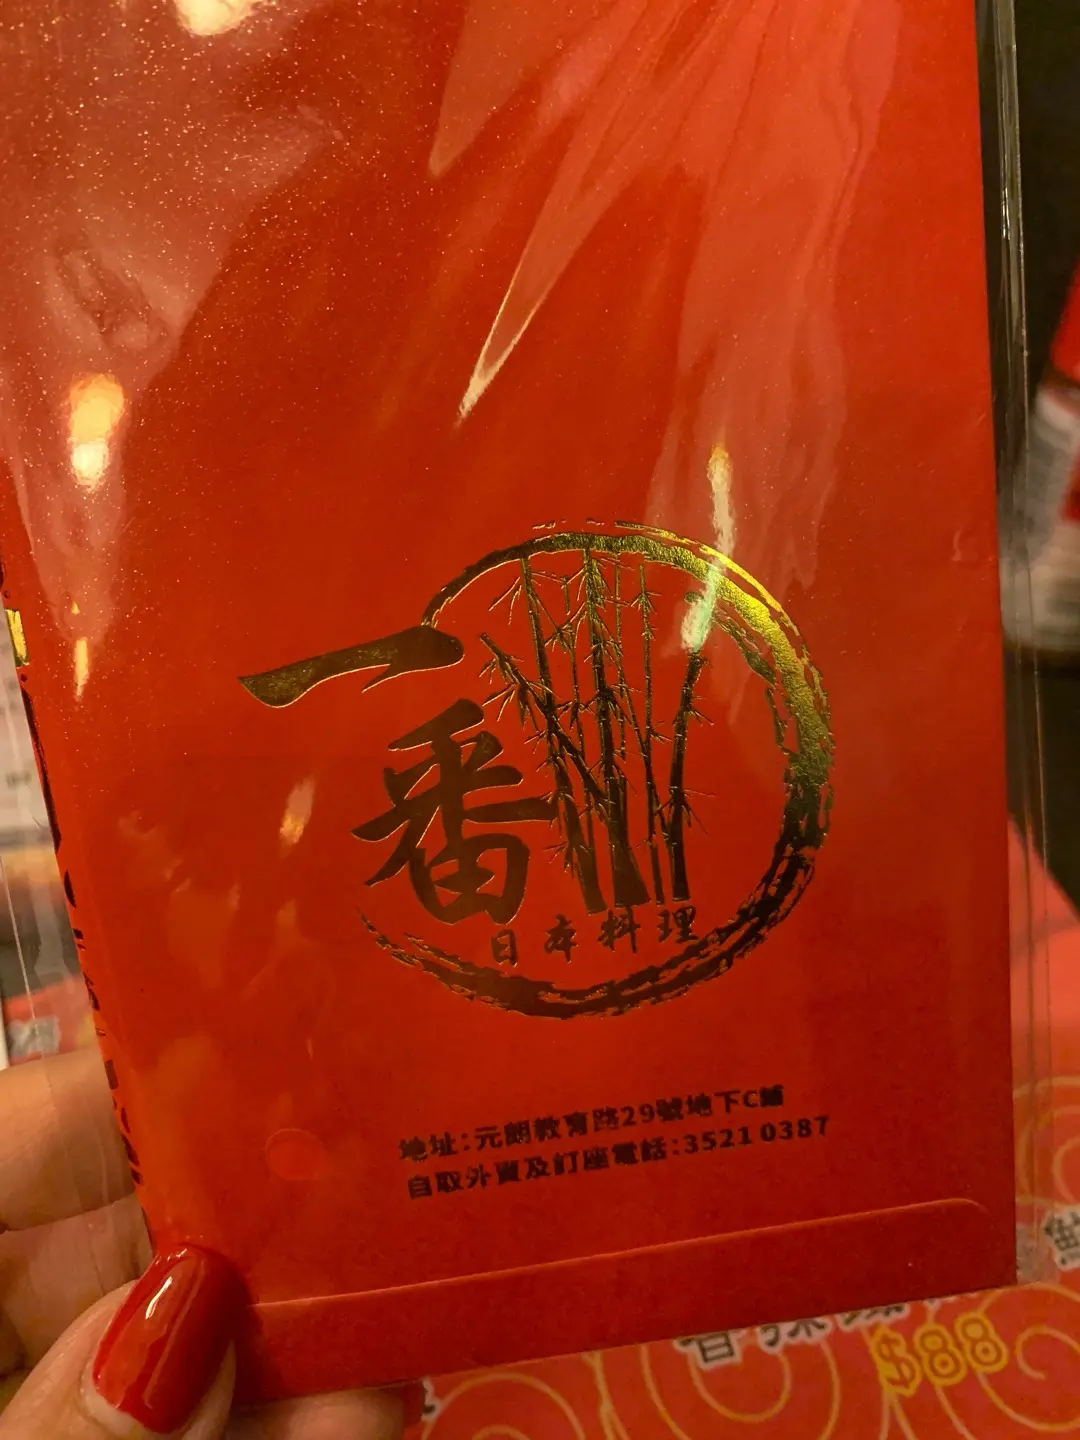 一
番
日本料理
地址:元朗教育路29號地下C舖
自取外賣及訂座電話:3521 0387
$88